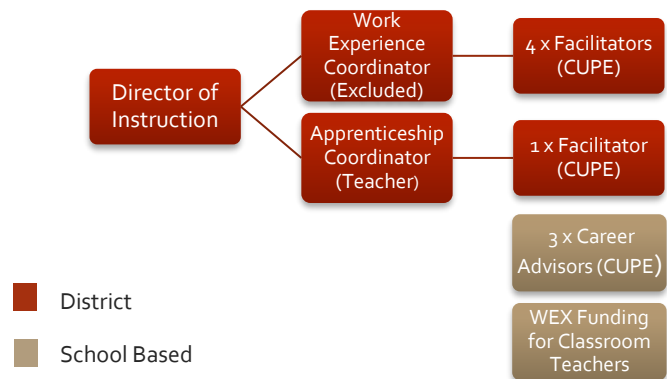 Director of
Instruction
Work
Experience
Coordinator
(Excluded)
4 x Facilitators
(CUPE)
Apprenticeship
Coordinator
(Teacher)
1 x Facilitator
(CUPE)
3 x Career
Advisors (CUPE)
WEX Funding
for Classroom
Teachers
District
School Based